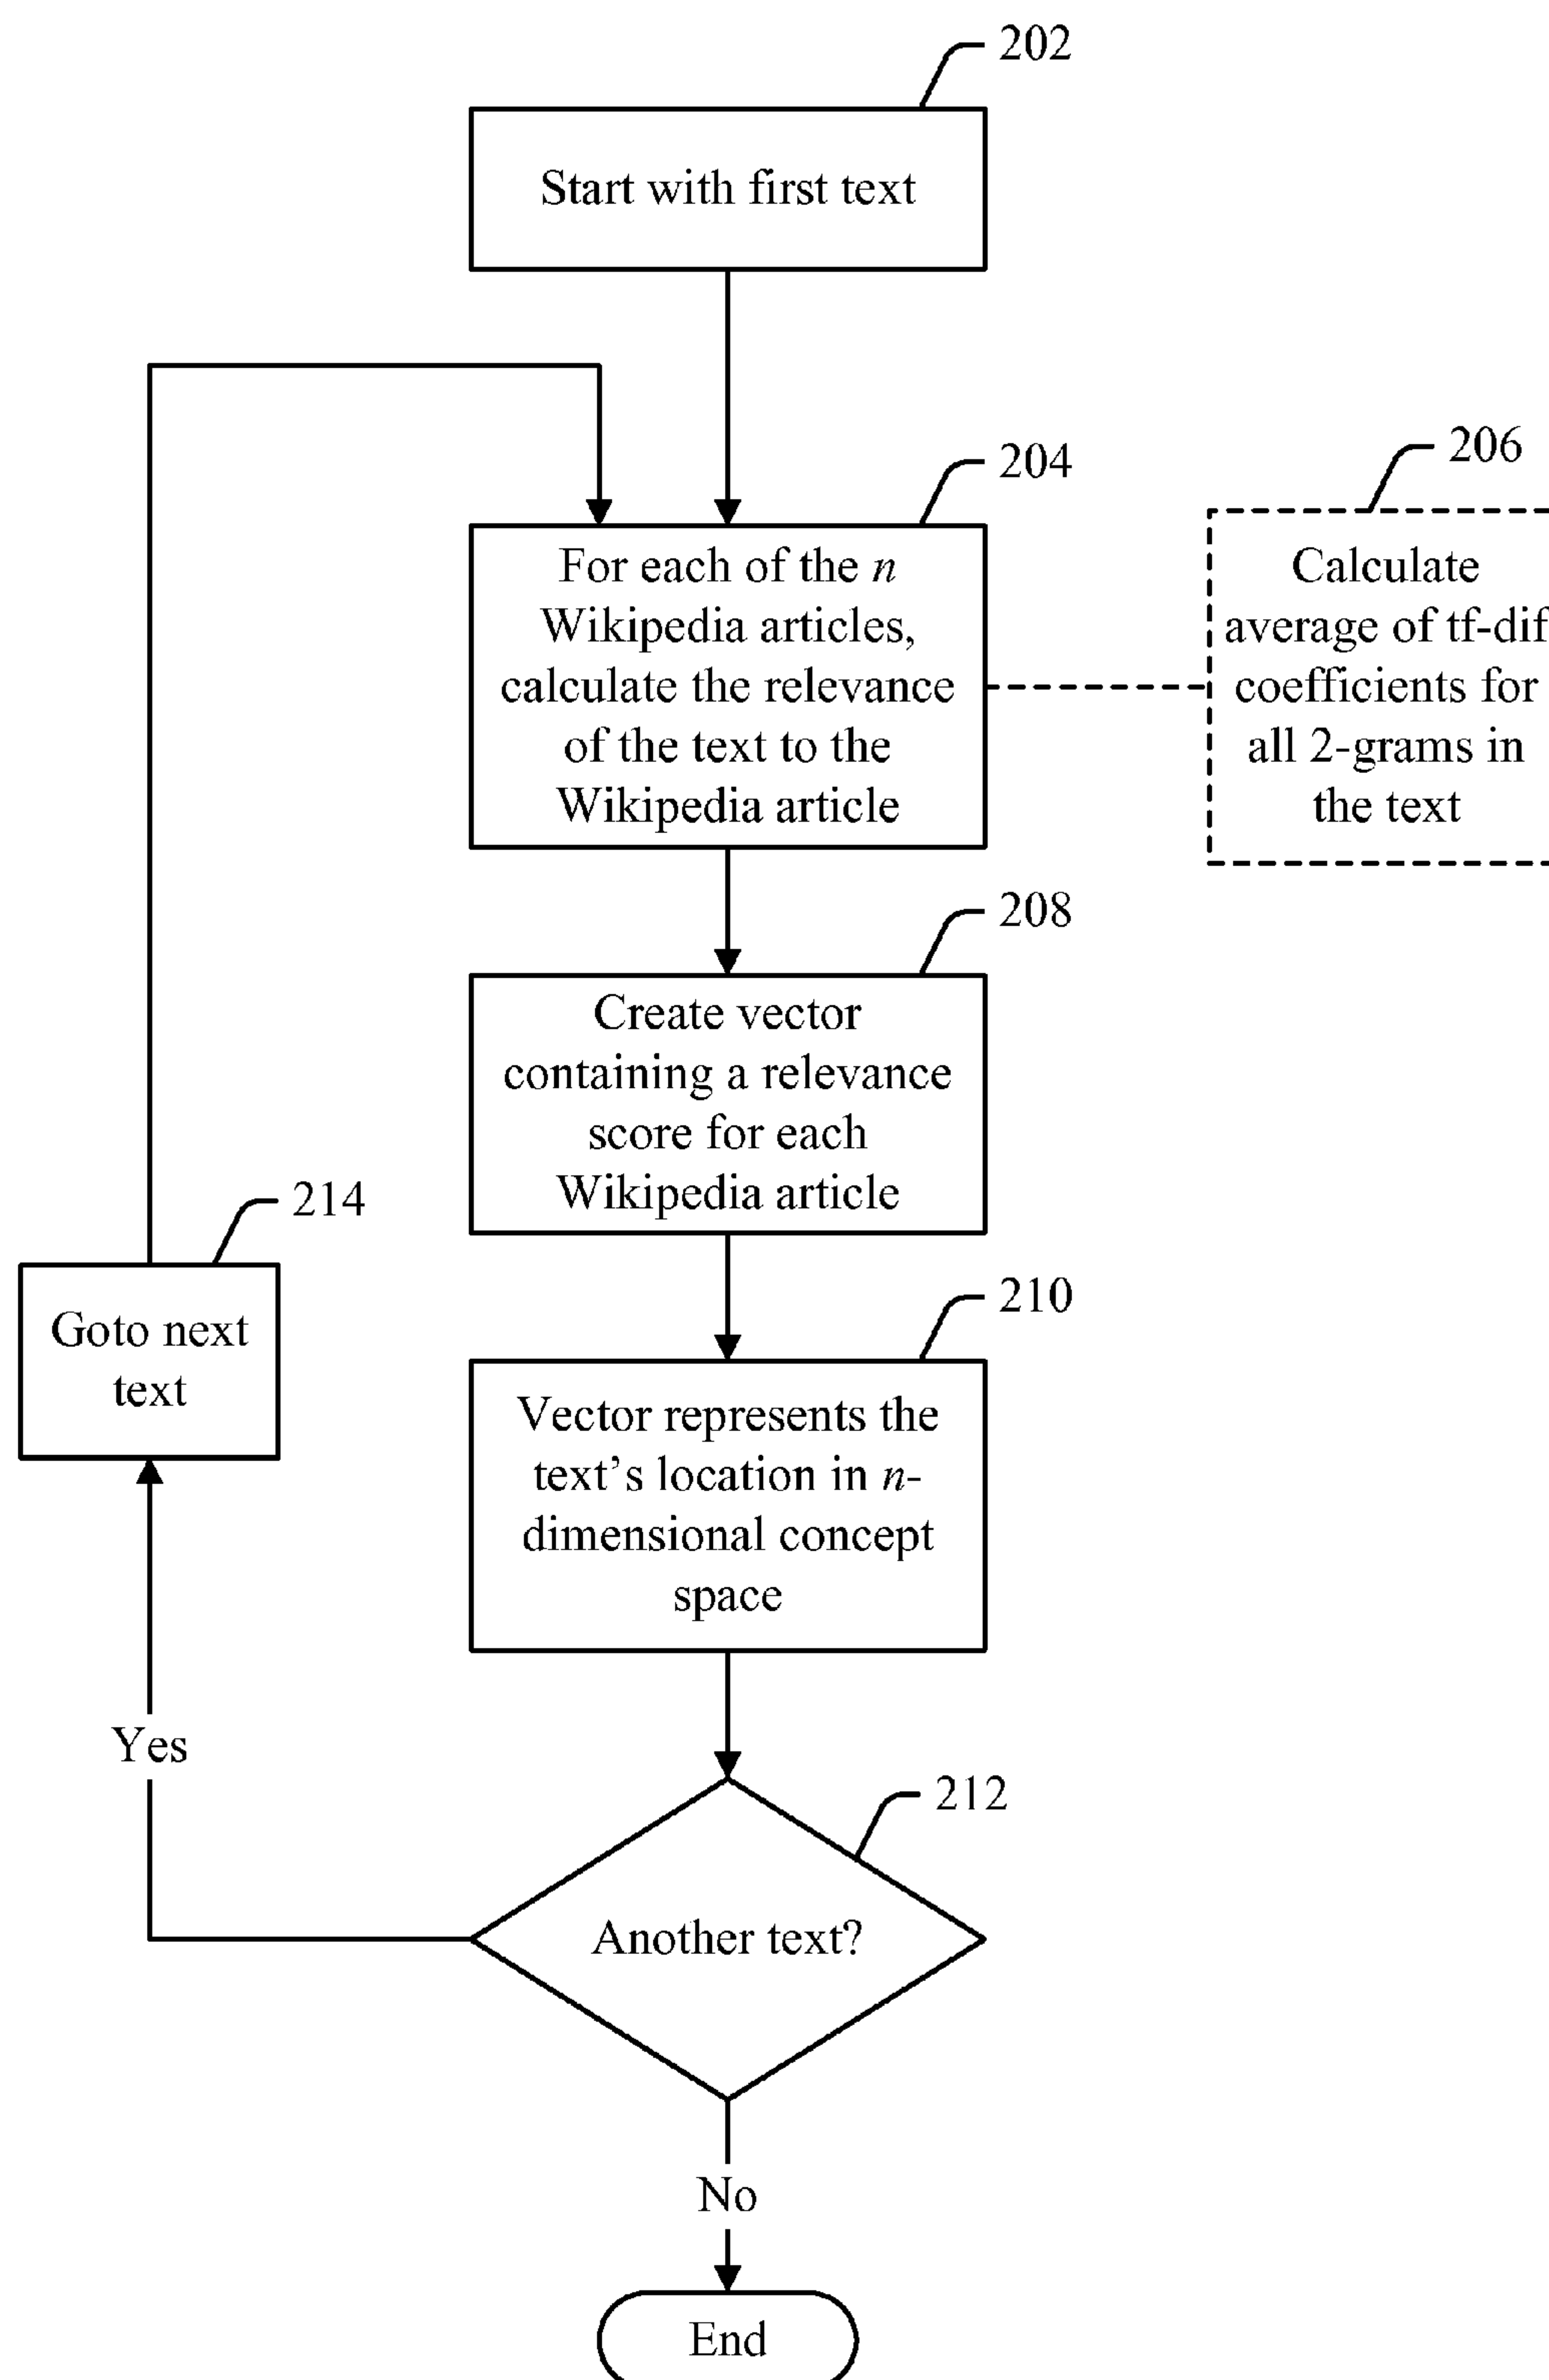 202
Start with first text
204
For each of the n
Wikipedia articles,
calculate the relevance
of the text to the
Wikipedia article
206
Calculate
average of tf-dif
coefficients for
all 2-grams in
the text
208
Create vector
containing a relevance
score for each
Wikipedia article
210
Vector represents the
text’s location in n-
dimensional concept
space
212
Another text?
Yes
214
Goto next
text
No
End